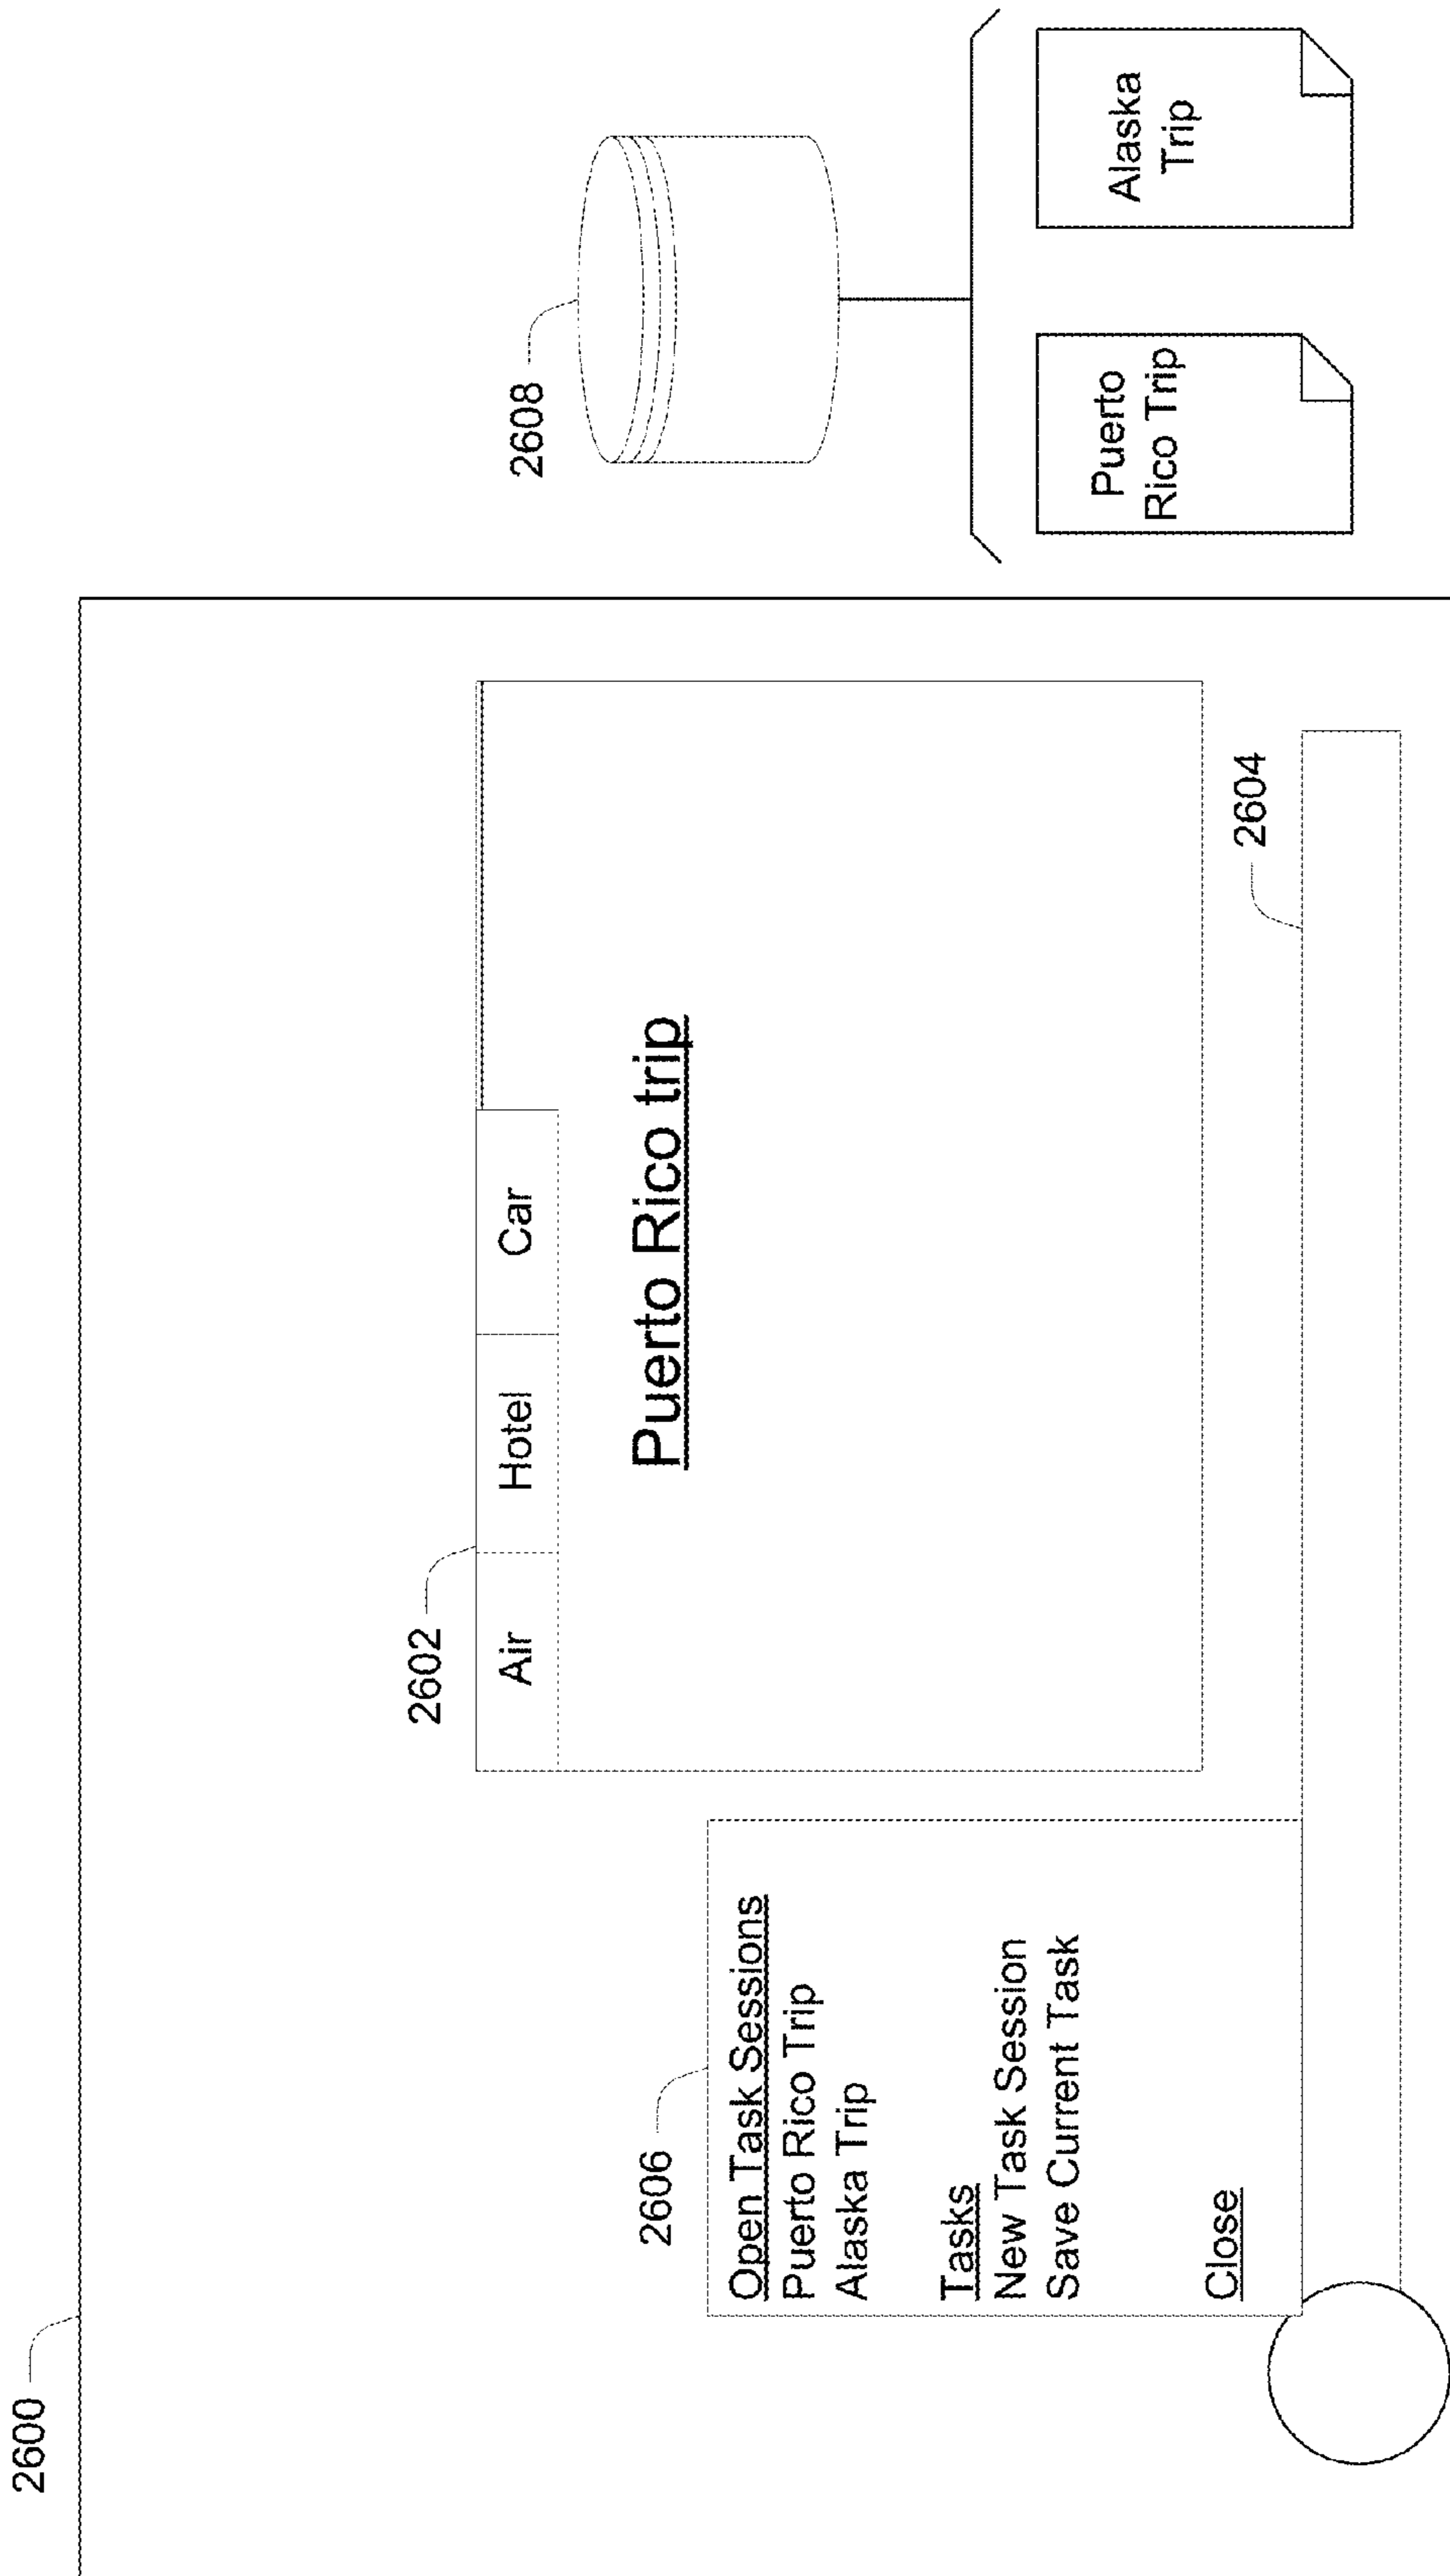 2600
2602
Air
Hotel
Car
Puerto Rico trip
2606
Open Task Sessions
Puerto Rico Trip
Alaska Trip
Tasks
New Task Session
Save Current Task
Close
2604
2608
Puerto
Rico Trip
Alaska
Trip